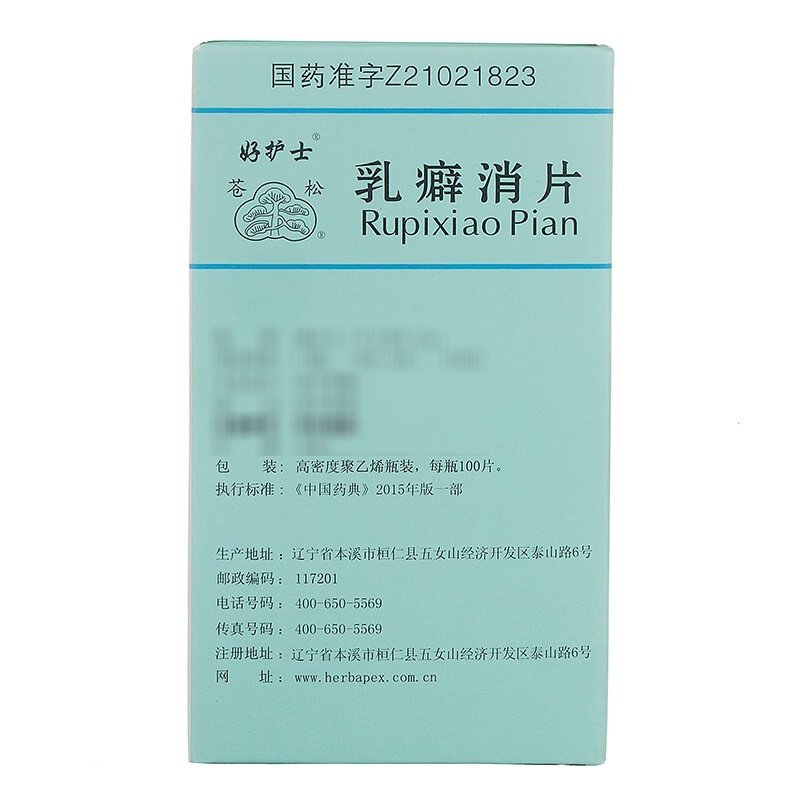 国药准字Z21021823
好护士®
苍 松
®
乳癖消片
Rupixiao Pian
包 装: 高密度聚乙烯瓶装，每瓶100片。
执行标准:《中国药典》2015年版一部
生产地址: 辽宁省本溪市桓仁县五女山经济开发区泰山路6号
邮政编码: 117201
电话号码: 400-650-5569
传真号码: 400-650-5569
注册地址: 辽宁省本溪市桓仁县五女山经济开发区泰山路6号
网 址: www.herbapex.com.cn